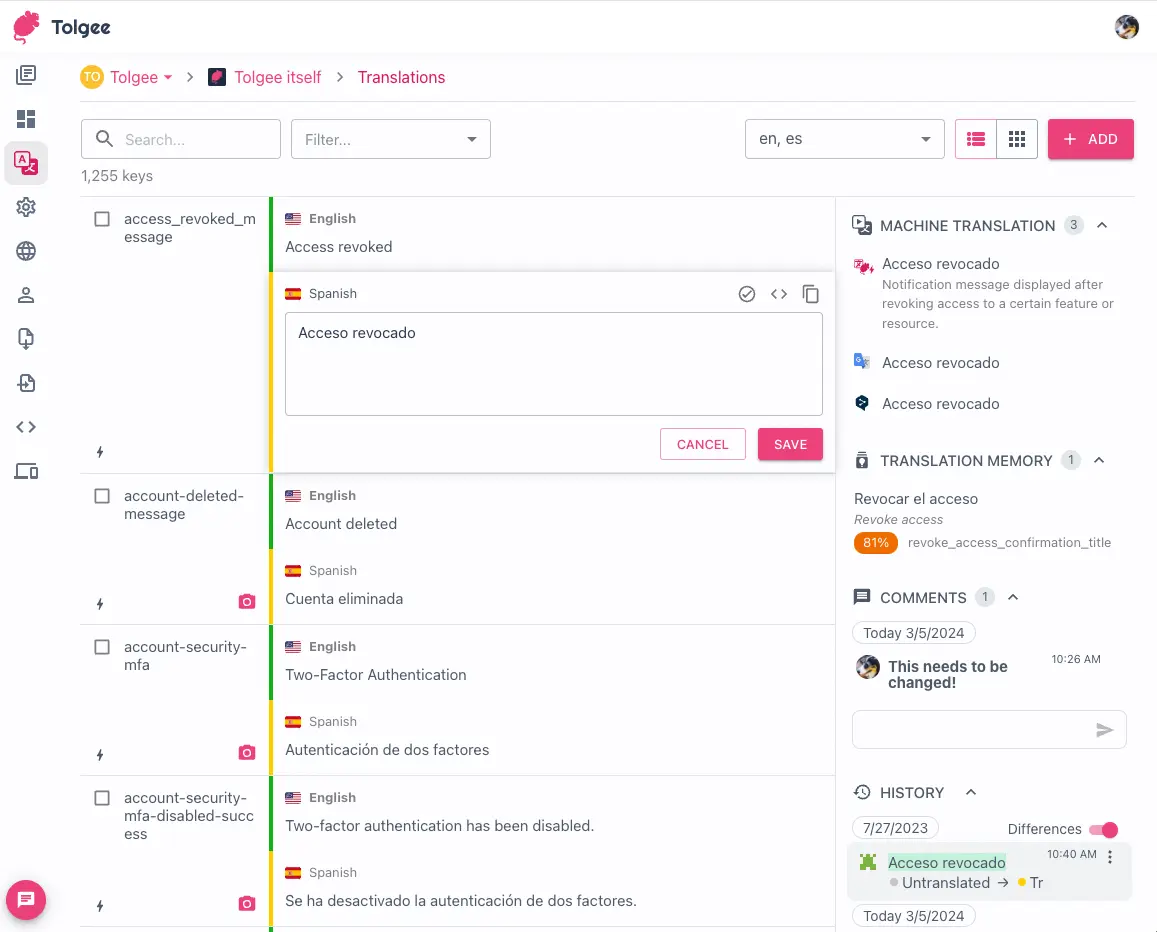 Tolgee
TO Tolgee
Tolgee itself
Translations
Search...
Filter...
en, es
ADD
1,255 keys
access_revoked_m
essage
English
Access revoked
Spanish
Acceso revocado
CANCEL
SAVE
account-deleted-
message
English
Account deleted
Spanish
Cuenta eliminada
account-security-
mfa
English
Two-Factor Authentication
Spanish
Autenticación de dos factores
account-security-
mfa-disabled-succ
ess
English
Two-factor authentication has been disabled.
Spanish
Se ha desactivado la autenticación de dos factores.
MACHINE TRANSLATION 3
Acceso revocado
Notification message displayed after
revoking access to a certain feature or
resource.
Acceso revocado
Acceso revocado
TRANSLATION MEMORY 1
Revocar el acceso
Revoke access
81% revoke_access_confirmation_title
COMMENTS 1
Today 3/5/2024
This needs to be
changed!
10:26 AM
HISTORY
7/27/2023
Differences
Acceso revocado
10:40 AM
Untranslated → Tr
Today 3/5/2024